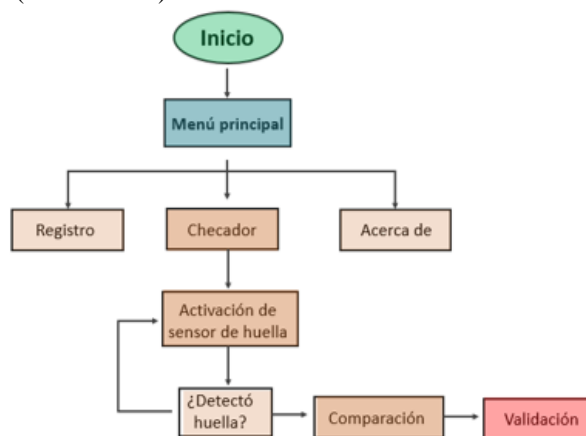 Inicio
Menú principal
Registro
Checador
Acerca de
Activación de
sensor de huella
¿Detectó
huella?
Comparación
Validación